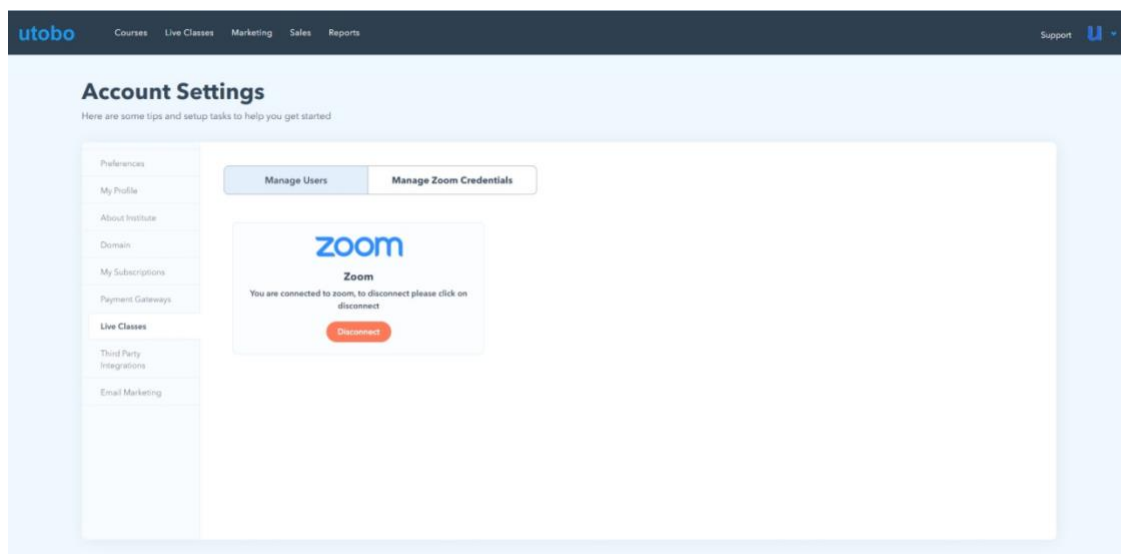 utobo
Courses Live Classes Marketing Sales Reports
Support
Account Settings
Here are some tips and setup tasks to help you get started
Preferences
My Profile
About Institute
Domain
My Subscriptions
Payment Gateways
Live Classes
Third Party
Integrations
Email Marketing
Manage Users Manage Zoom Credentials
zoom
Zoom
You are connected to zoom, to disconnect please click on
disconnect
Disconnect